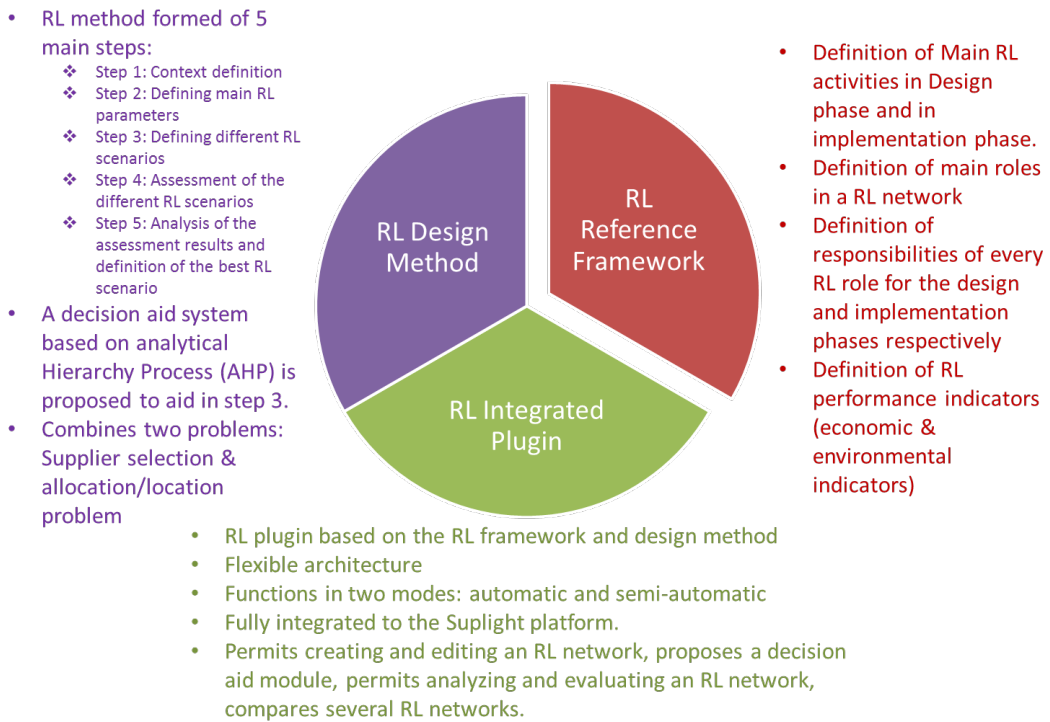 • RL method formed of 5
main steps:
❖ Step 1: Context definition
❖ Step 2: Defining main RL
parameters
❖ Step 3: Defining different RL
scenarios
❖ Step 4: Assessment of the
different RL scenarios
❖ Step 5: Analysis of the
assessment results and
definition of the best RL
scenario
• A decision aid system
based on analytical
Hierarchy Process (AHP) is
proposed to aid in step 3.
• Combines two problems:
Supplier selection &
allocation/location
problem
RL Design
Method
RL
Reference
Framework
RL Integrated
Plugin
• Definition of Main RL
activities in Design
phase and in
implementation phase.
• Definition of main roles
in a RL network
• Definition of
responsibilities of every
RL role for the design
and implementation
phases respectively
• Definition of RL
performance indicators
(economic &
environmental
indicators)
• RL plugin based on the RL framework and design method
• Flexible architecture
• Functions in two modes: automatic and semi-automatic
• Fully integrated to the Suplight platform.
• Permits creating and editing an RL network, proposes a decision
aid module, permits analyzing and evaluating an RL network,
compares several RL networks.